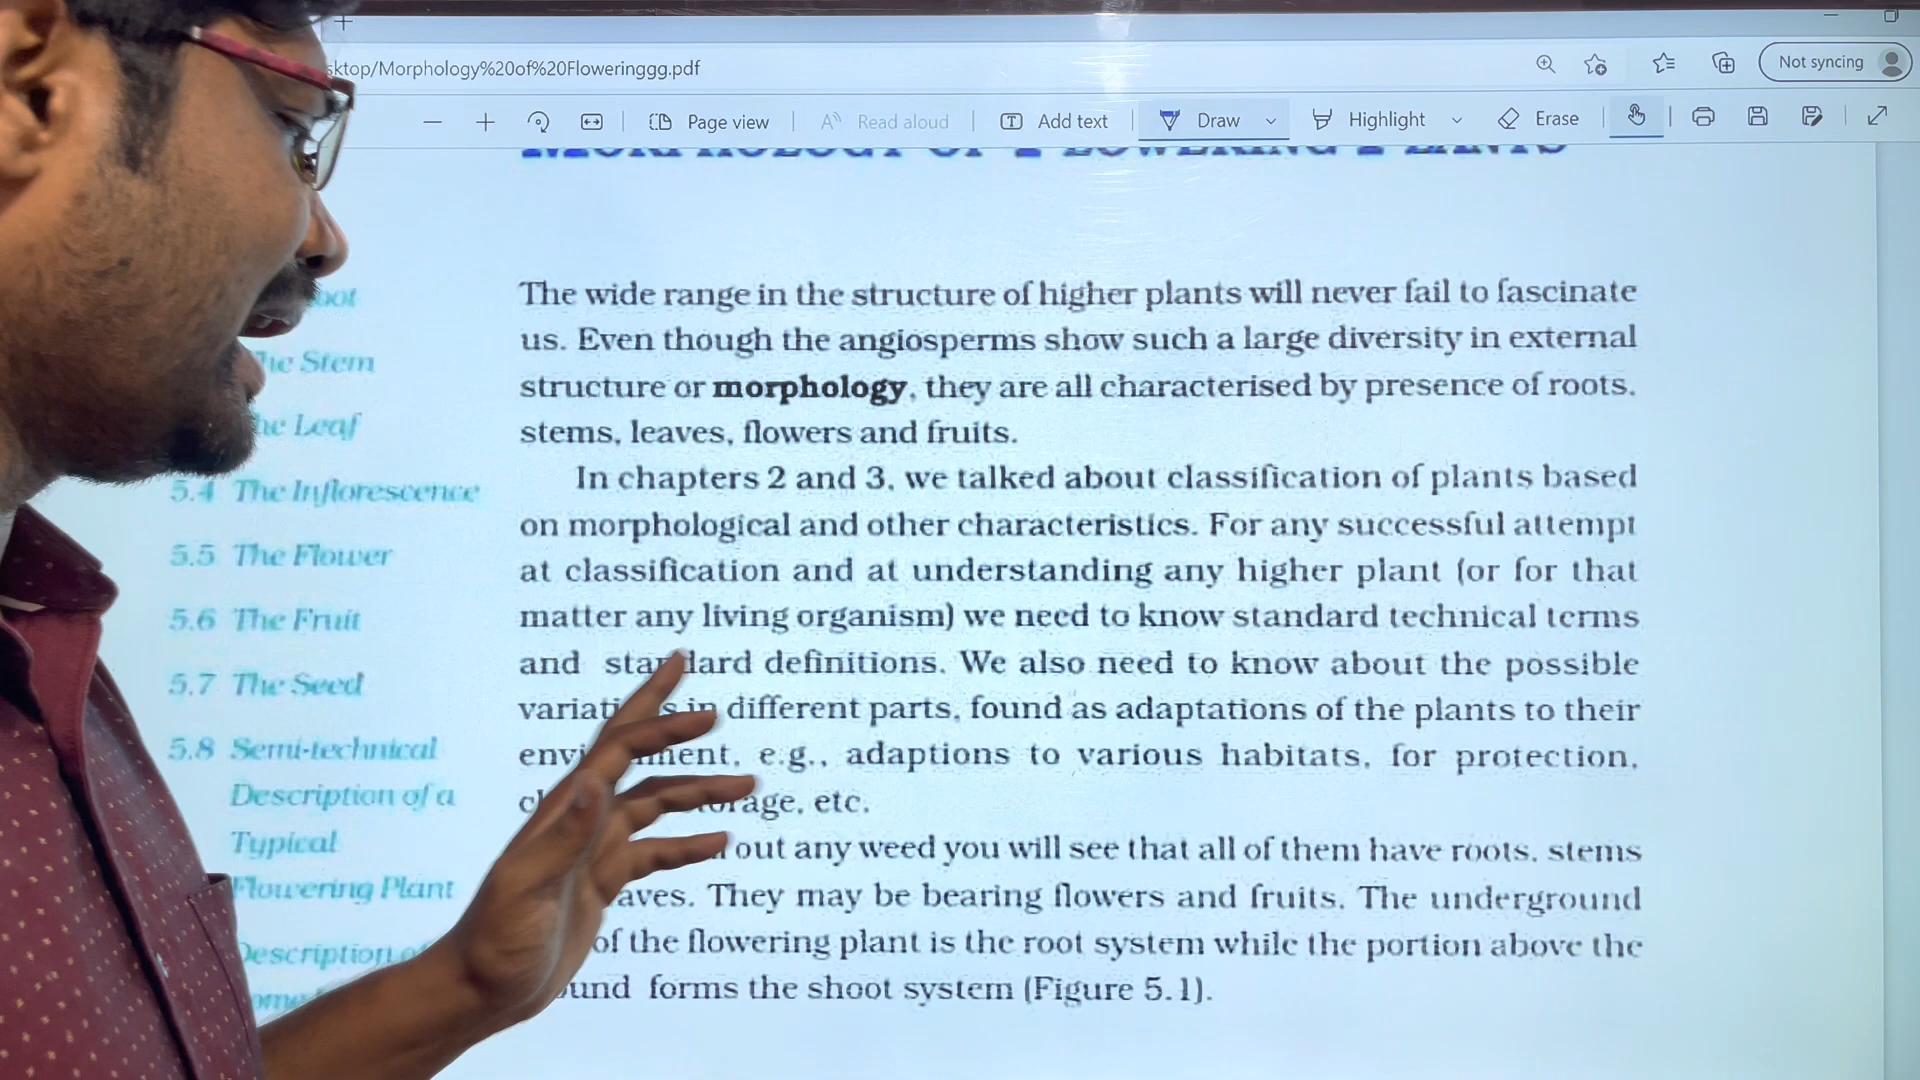 sktop/Morphology%20of%20Floweringgg.pdf
Not syncing
Page view
Read aloud
Add text
Draw
Highlight
Erase
MORPHOLOGY OF FLOWERING PLANTS
The Stem
Leaf
5.4 The Inflorescence
5.5 The Flower
5.6 The Fruit
5.7 The Seed
5.8 Semi-technical
Description of a
Typical
Flowering Plant
Description
The wide range in the structure of higher plants will never fail to fascinate
us. Even though the angiosperms show such a large diversity in external
structure or morphology, they are all characterised by presence of roots,
stems, leaves, flowers and fruits.
In chapters 2 and 3, we talked about classification of plants based
on morphological and other characteristics. For any successful attempt
at classification and at understanding any higher plant (or for that
matter any living organism) we need to know standard technical terms
and standard definitions. We also need to know about the possible
in different parts, found as adaptations of the plants to their
e.g., adaptions to various habitats, for protection,
etc.
out any weed you will see that all of them have roots, stems
They may be bearing flowers and fruits. The underground
of the flowering plant is the root system while the portion above the
forms the shoot system (Figure 5.1).